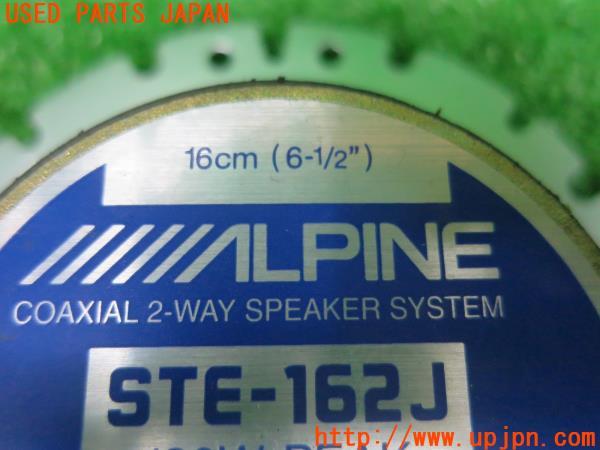 USED PARTS JAPAN
16cm (6-1/2")
ALPINE
COAXIAL 2-WAY SPEAKER SYSTEM
STE-162J
UPJ
http://www.upjpn.com